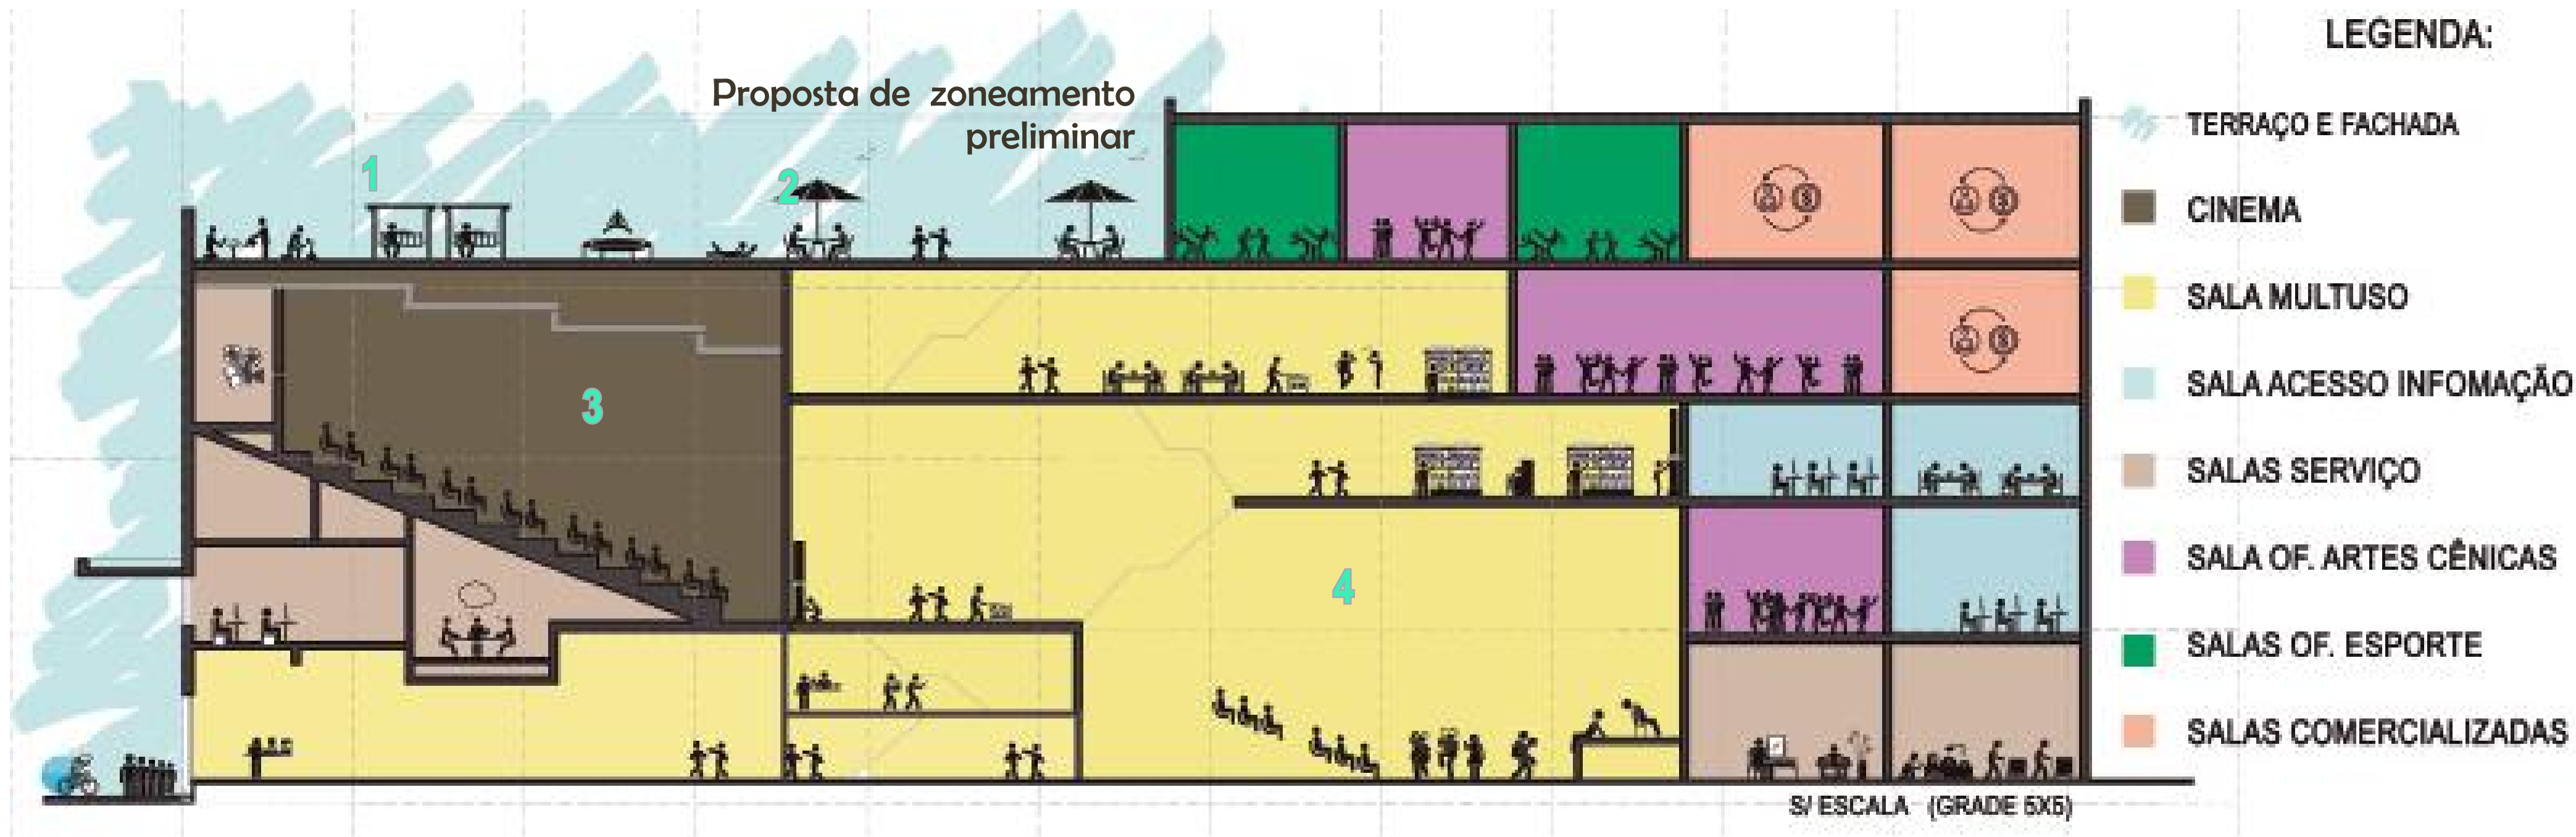 LEGENDA:
Proposta de zoneamento
preliminar
TERRAÇO E FACHADA
1
2
CINEMA
SALA MULTUSO
SALA ACESSO INFOMAÇÃO
3
SALAS SERVIÇO
SALA OF. ARTES CÊNICAS
4
SALAS OF. ESPORTE
SALAS COMERCIALIZADAS
S/ ESCALA (GRADE 5X5)